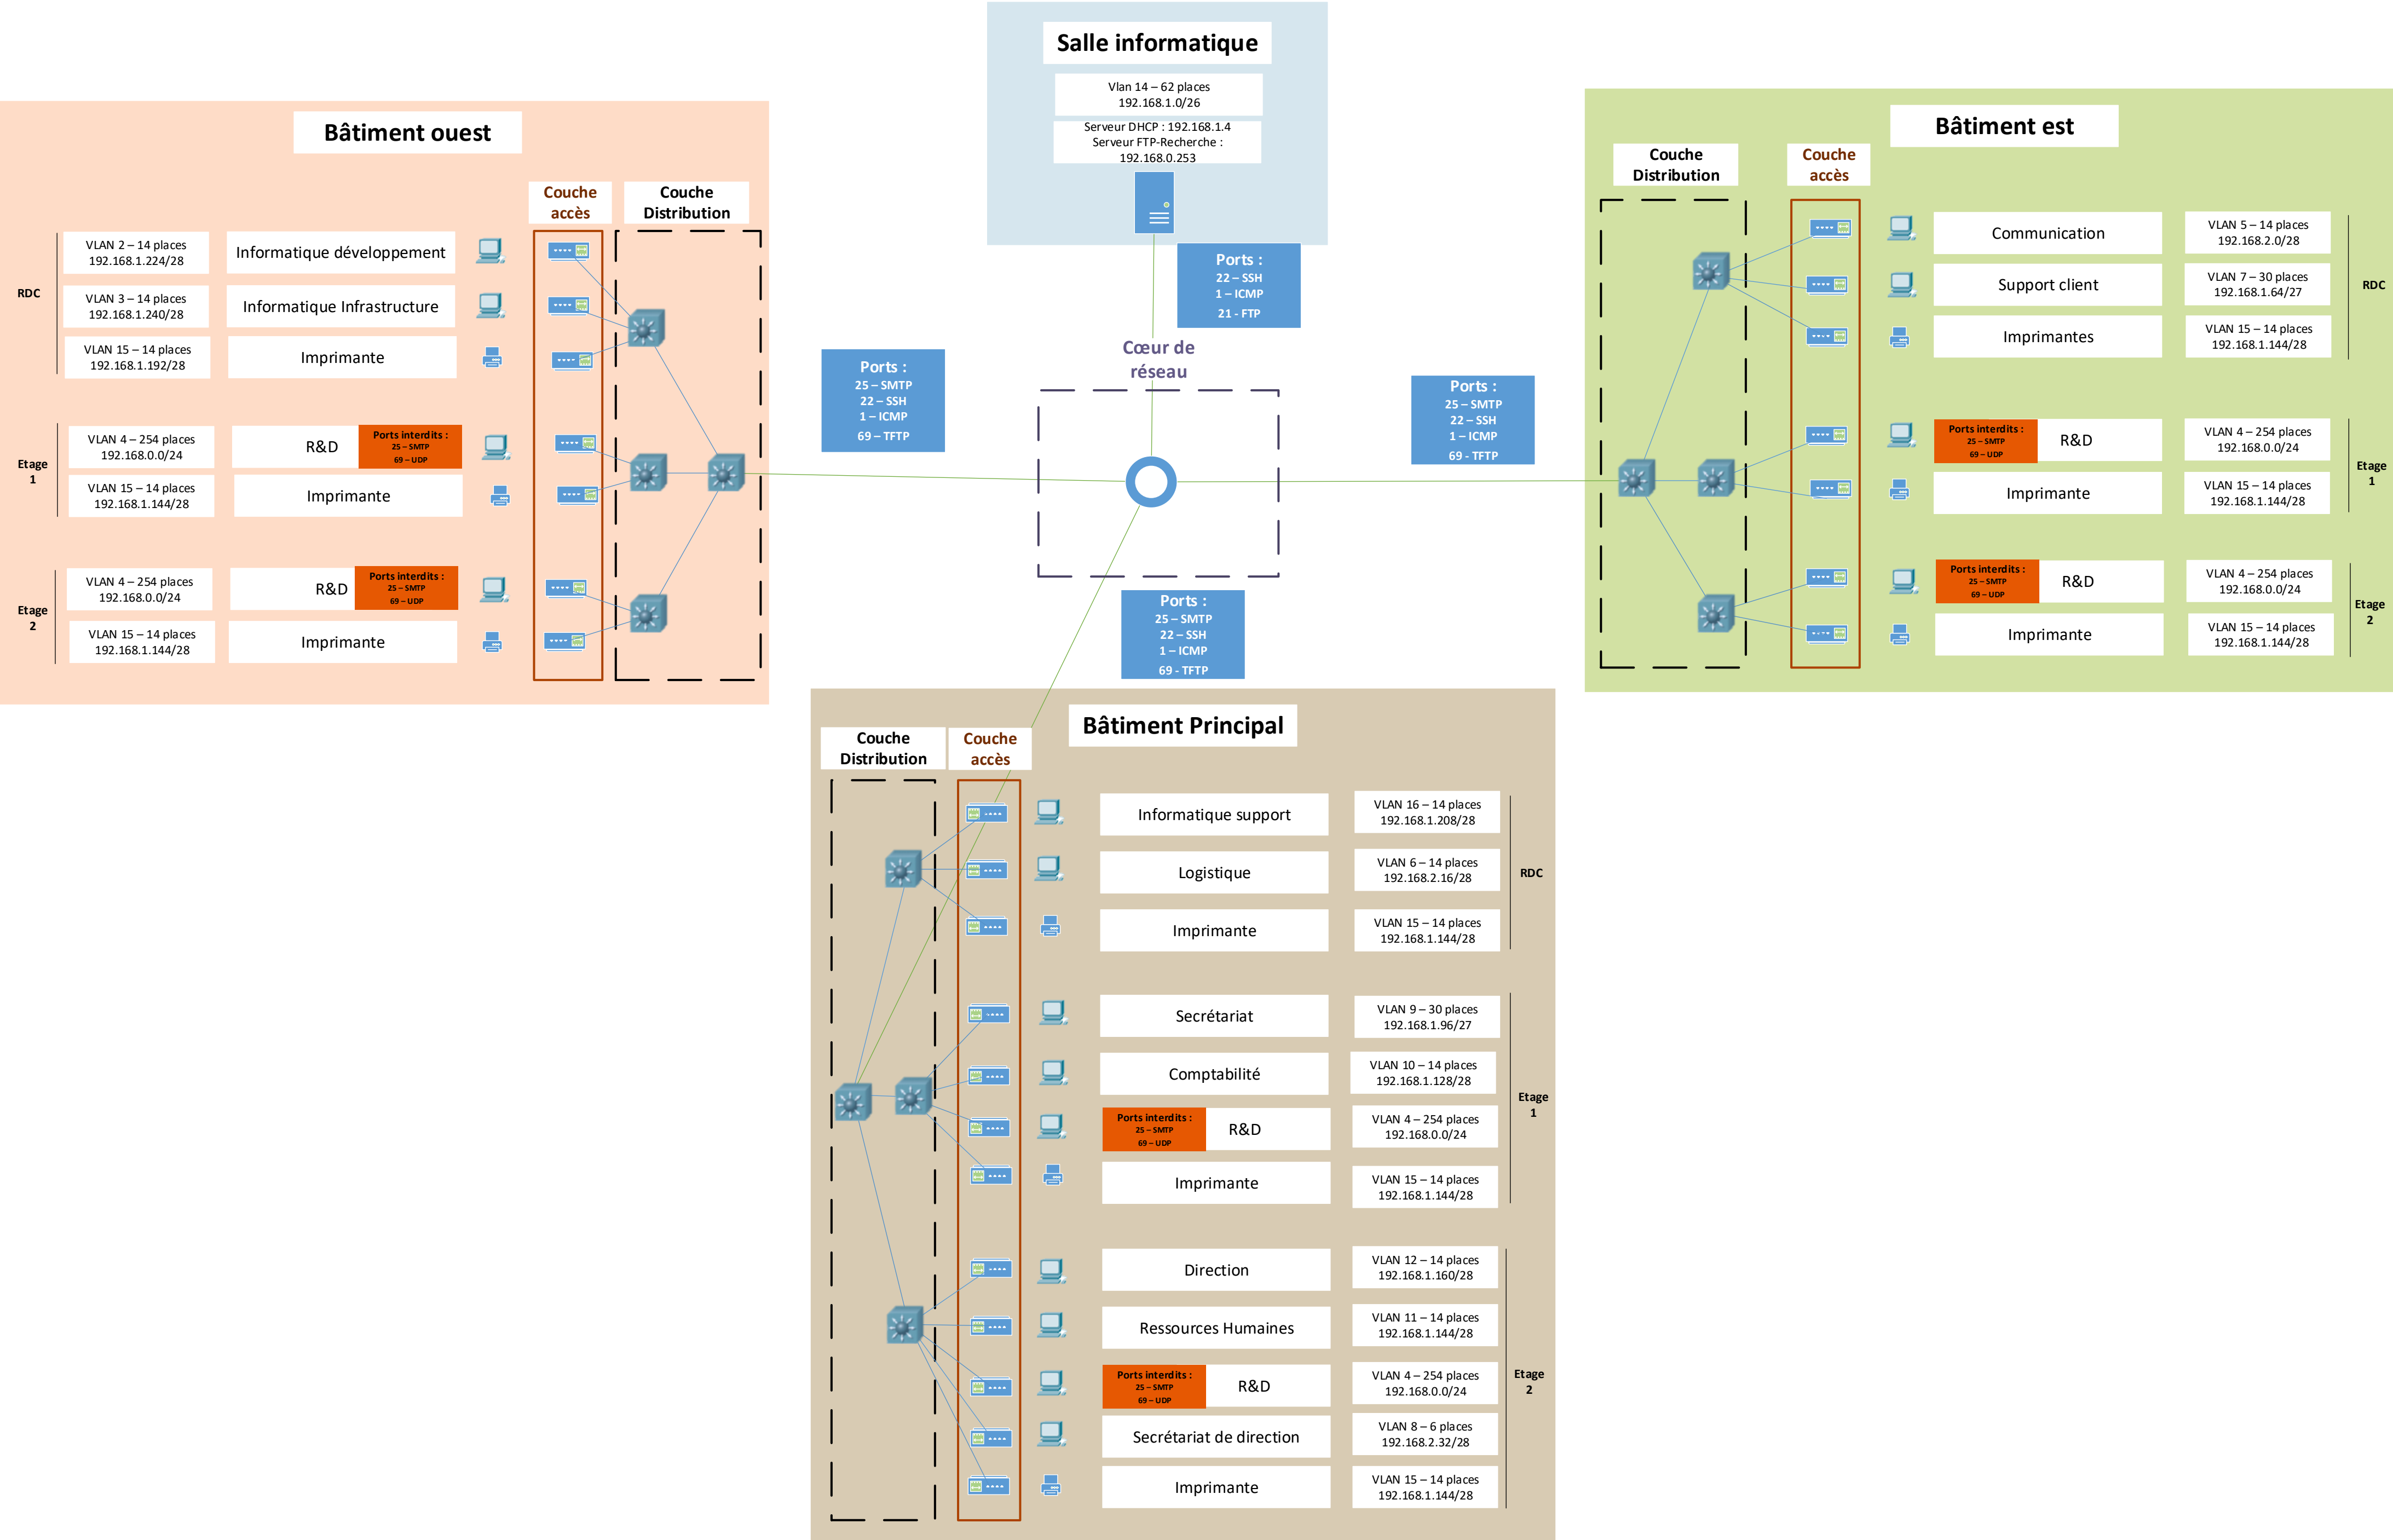 Salle informatique
Vlan 14 – 62 places
192.168.1.0/26
Serveur DHCP : 192.168.1.4
Serveur FTP-Recherche :
192.168.0.253
Ports :
22 – SSH
1 – ICMP
21 - FTP
Cœur de
réseau
Bâtiment ouest
Couche
accès
Couche
Distribution
RDC
VLAN 2 – 14 places
192.168.1.224/28
Informatique développement
VLAN 3 – 14 places
192.168.1.240/28
Informatique Infrastructure
VLAN 15 – 14 places
192.168.1.192/28
Imprimante
Etage
1
VLAN 4 – 254 places
192.168.0.0/24
R&D
Ports interdits :
25 – SMTP
69 – UDP
VLAN 15 – 14 places
192.168.1.144/28
Imprimante
Etage
2
VLAN 4 – 254 places
192.168.0.0/24
R&D
Ports interdits :
25 – SMTP
69 – UDP
VLAN 15 – 14 places
192.168.1.144/28
Imprimante
Ports :
25 – SMTP
22 – SSH
1 – ICMP
69 – TFTP
Ports :
25 – SMTP
22 – SSH
1 – ICMP
69 - TFTP
Bâtiment est
Couche
Distribution
Couche
accès
Communication
VLAN 5 – 14 places
192.168.2.0/28
Support client
VLAN 7 – 30 places
192.168.1.64/27
RDC
Imprimantes
VLAN 15 – 14 places
192.168.1.144/28
Ports interdits :
25 – SMTP
69 – UDP
R&D
VLAN 4 – 254 places
192.168.0.0/24
Etage
1
Imprimante
VLAN 15 – 14 places
192.168.1.144/28
Ports interdits :
25 – SMTP
69 – UDP
R&D
VLAN 4 – 254 places
192.168.0.0/24
Etage
2
Imprimante
VLAN 15 – 14 places
192.168.1.144/28
Ports :
25 – SMTP
22 – SSH
1 – ICMP
69 - TFTP
Bâtiment Principal
Couche
Distribution
Couche
accès
Informatique support
VLAN 16 – 14 places
192.168.1.208/28
Logistique
VLAN 6 – 14 places
192.168.2.16/28
RDC
Imprimante
VLAN 15 – 14 places
192.168.1.144/28
Secrétariat
VLAN 9 – 30 places
192.168.1.96/27
Comptabilité
VLAN 10 – 14 places
192.168.1.128/28
Etage
1
Ports interdits :
25 – SMTP
69 – UDP
R&D
VLAN 4 – 254 places
192.168.0.0/24
Imprimante
VLAN 15 – 14 places
192.168.1.144/28
Direction
VLAN 12 – 14 places
192.168.1.160/28
Ressources Humaines
VLAN 11 – 14 places
192.168.1.144/28
Etage
2
Ports interdits :
25 – SMTP
69 – UDP
R&D
VLAN 4 – 254 places
192.168.0.0/24
Secrétariat de direction
VLAN 8 – 6 places
192.168.2.32/28
Imprimante
VLAN 15 – 14 places
192.168.1.144/28